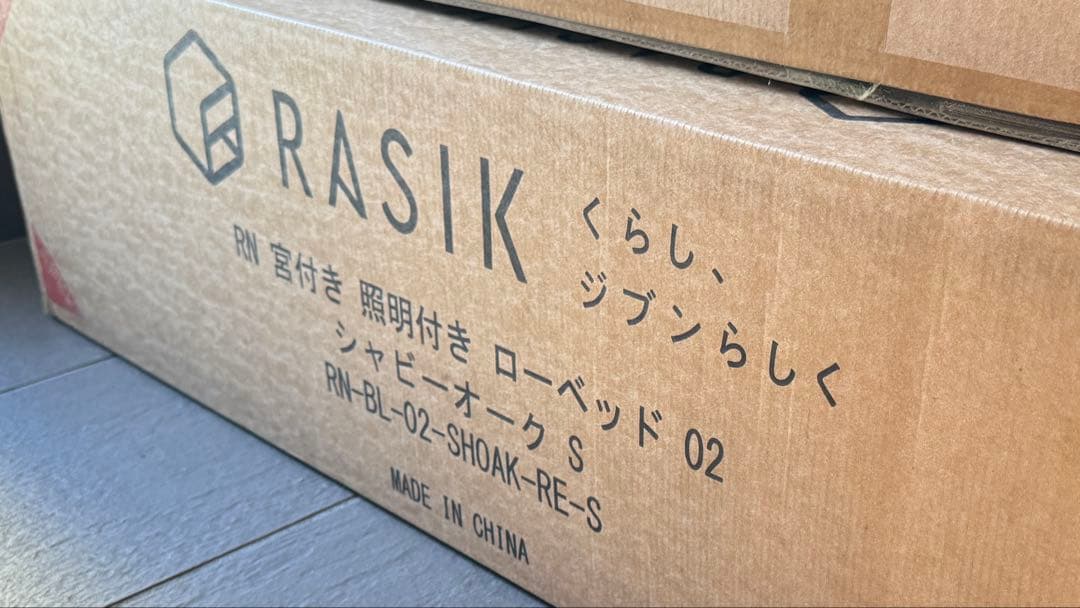 RASIK
くらし、
ジブンらしく
RN 宮付き 照明付き ローベッド 02
シャビーオーク S
RN-BL-02-SHOAK-RE-S
MADE IN CHINA